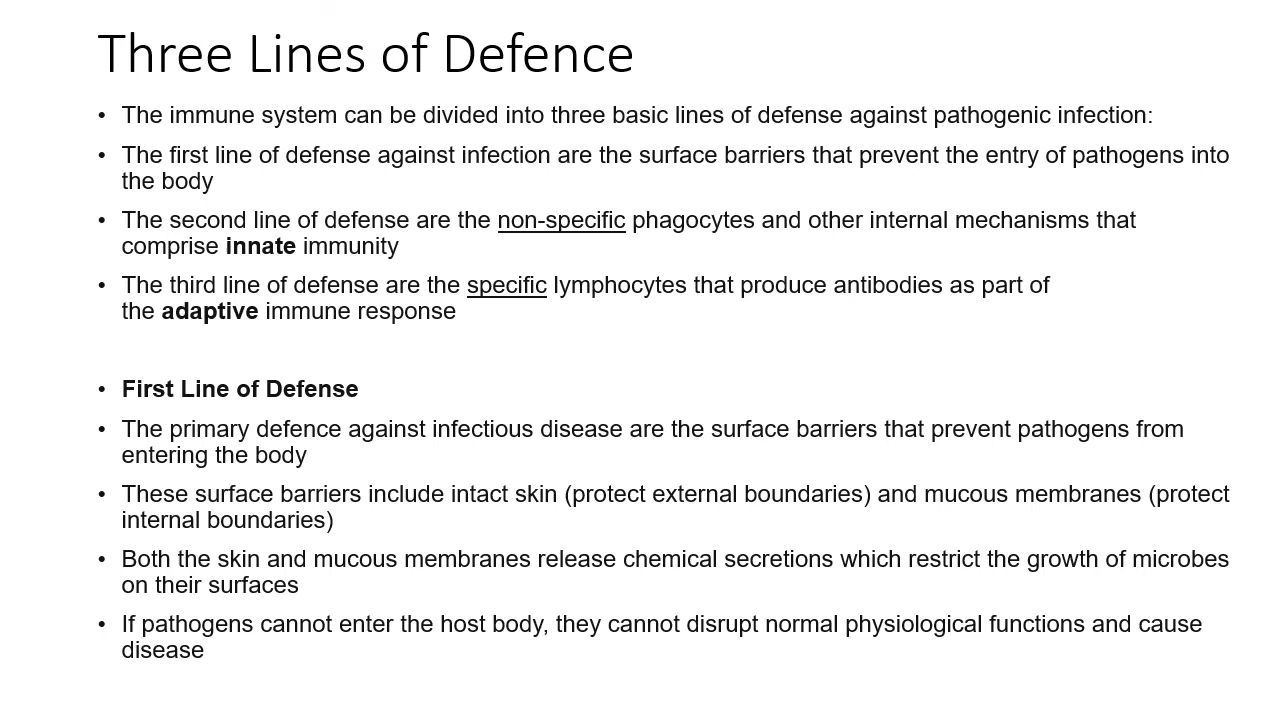 Three Lines of Defence
• The immune system can be divided into three basic lines of defense against pathogenic infection:
• The first line of defense against infection are the surface barriers that prevent the entry of pathogens into
the body
• The second line of defense are the non-specific phagocytes and other internal mechanisms that
comprise innate immunity
• The third line of defense are the specific lymphocytes that produce antibodies as part of
the adaptive immune response
• First Line of Defense
• The primary defence against infectious disease are the surface barriers that prevent pathogens from
entering the body
• These surface barriers include intact skin (protect external boundaries) and mucous membranes (protect
internal boundaries)
• Both the skin and mucous membranes release chemical secretions which restrict the growth of microbes
on their surfaces
• If pathogens cannot enter the host body, they cannot disrupt normal physiological functions and cause
disease